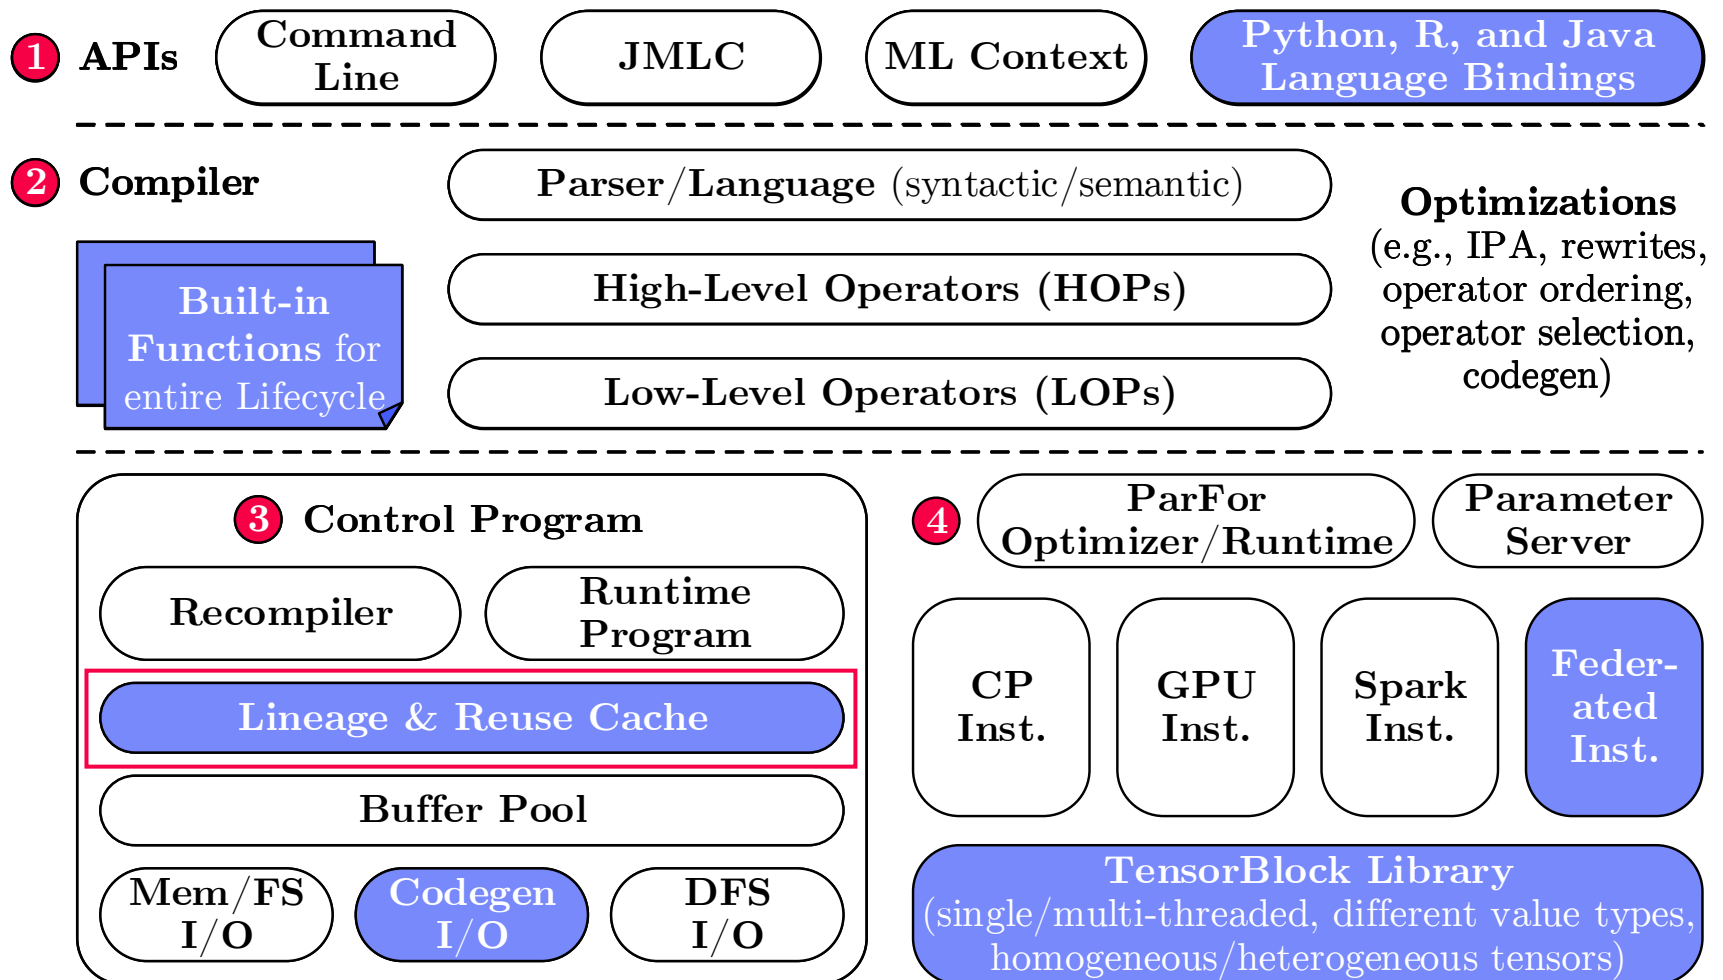 1 APIs
Command
Line
JMLC
ML Context
Python, R, and Java
Language Bindings
2 Compiler
Parser/Language (syntactic/semantic)
High-Level Operators (HOPs)
Low-Level Operators (LOPs)
Built-in
Functions for
entire Lifecycle
Optimizations
(e.g., IPA, rewrites,
operator ordering,
operator selection,
codegen)
3 Control Program
Recompiler
Runtime
Program
Lineage & Reuse Cache
Buffer Pool
Mem/FS
I/O
Codegen
I/O
DFS
I/O
4
ParFor
Optimizer/Runtime
Parameter
Server
CP
Inst.
GPU
Inst.
Spark
Inst.
Feder-
ated
Inst.
TensorBlock Library
(single/multi-threaded, different value types,
homogeneous/heterogeneous tensors)